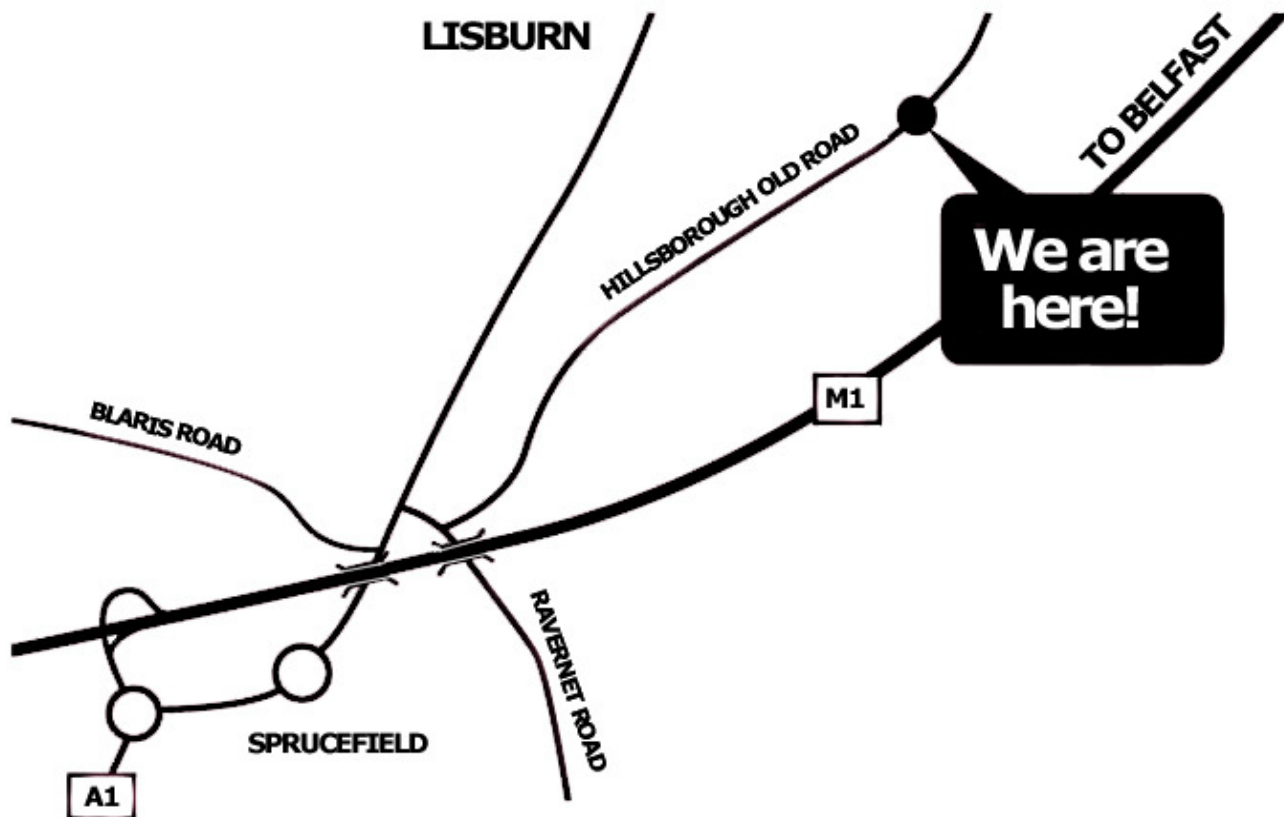 LISBURN
TO BELFAST
HILLSBOROUGH OLD ROAD
We are
here!
M1
BLARIS ROAD
RAVERNET ROAD
SPRUCEFIELD
A1